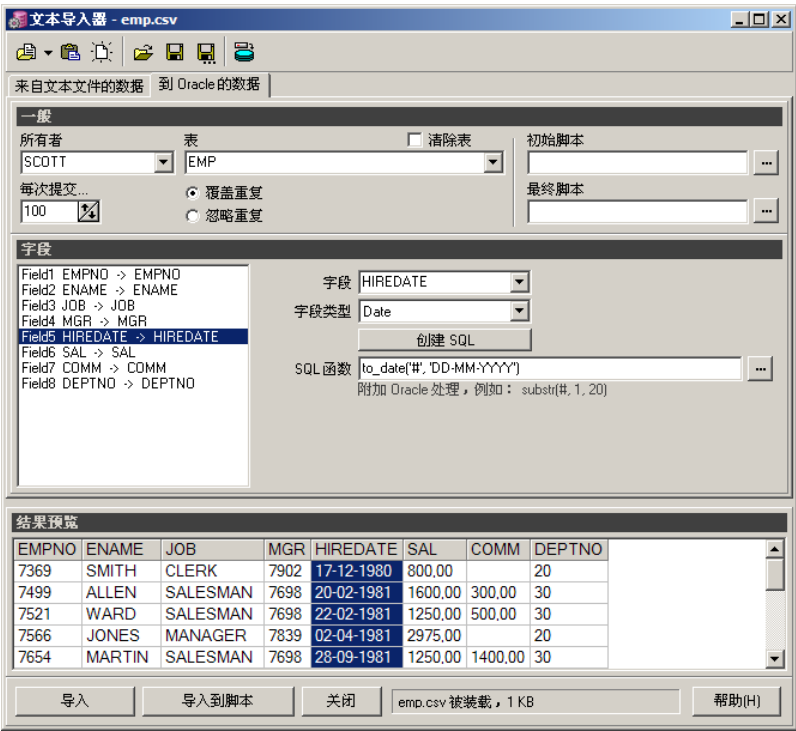 文本导入器 - emp.csv
来自文本文件的数据 到 Oracle 的数据
一般
所有者 表 清除表 初始脚本
SCOTT EMP ...
每次提交... 覆盖重复 最终脚本
100 忽略重复 ...
字段
Field1 EMPNO -> EMPNO
Field2 ENAME -> ENAME
Field3 JOB -> JOB
Field4 MGR -> MGR
Field5 HIREDATE -> HIREDATE
Field6 SAL -> SAL
Field7 COMM -> COMM
Field8 DEPTNO -> DEPTNO
字段 HIREDATE
字段类型 Date
创建 SQL
SQL 函数 to_date('#', 'DD-MM-YYYY') ...
附加 Oracle 处理，例如： substr(#, 1, 20)
结果预览
EMPNO ENAME JOB MGR HIREDATE SAL COMM DEPTNO
7369 SMITH CLERK 7902 17-12-1980 800,00 20
7499 ALLEN SALESMAN 7698 20-02-1981 1600,00 300,00 30
7521 WARD SALESMAN 7698 22-02-1981 1250,00 500,00 30
7566 JONES MANAGER 7839 02-04-1981 2975,00 20
7654 MARTIN SALESMAN 7698 28-09-1981 1250,00 1400,00 30
导入 导入到脚本 关闭 emp.csv 被装载，1 KB 帮助(H)